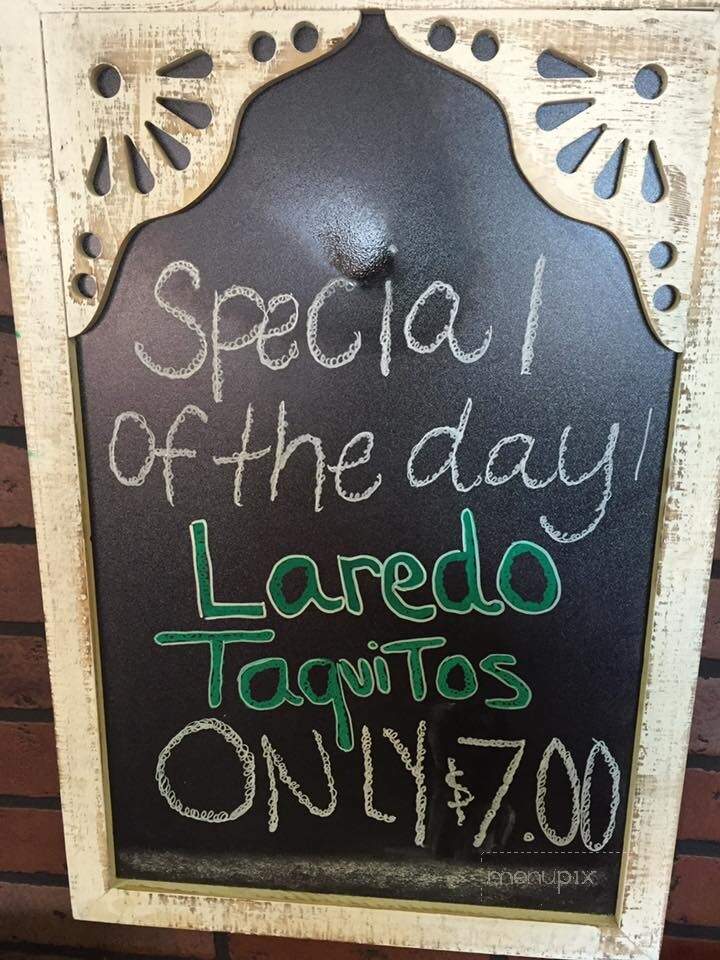 Special
of the day!
Laredo
Taquitos
ONLY $7.00
menupix